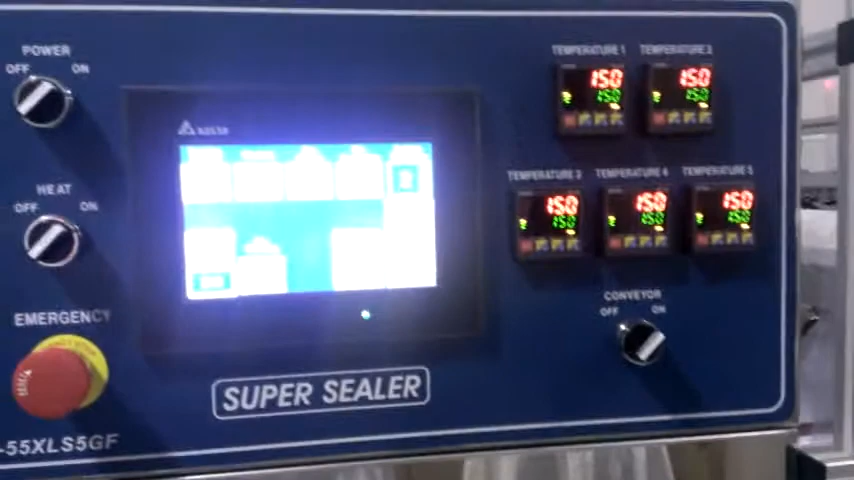 POWER
OFF ON
HEAT
OFF ON
EMERGENCY
-55XLS5GF
SUPER SEALER
TEMPERATURE 1
150
150
TEMPERATURE 2
150
150
TEMPERATURE 3
150
150
TEMPERATURE 4
150
150
TEMPERATURE 5
150
150
CONVEYOR
OFF ON